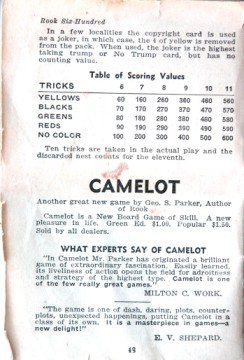 Rook Six-Hundred
In a few localities the copyright card is used
as a joker, in which case, the 4 of yellow is removed
from the pack. When used, the joker is the highest
taking trump or No Trump card, but has no
counting value.
Table of Scoring Values
TRICKS 6 7 8 9 10 11
YELLOWS 60 160 260 360 460 560
BLACKS 70 170 270 370 470 570
GREENS 80 180 280 380 480 580
REDS 90 190 290 390 490 590
NO COLOR 100 200 300 400 500 600
Ten tricks are taken in the actual play and the
discarded nest counts for the eleventh.
CAMELOT
Another great new game by Geo. S. Parker, Author
of Rook
Camelot is a New Board Game of Skill. A new
pleasure in life. Green Ed. $1.00, Popular $1.50.
Sold by all dealers.
WHAT EXPERTS SAY OF CAMELOT
"In Camelot Mr. Parker has originated a brilliant
game of extraordinary fascination. Easily learned,
its liveliness of action opens the field for adroitness
and strategy of the highest type. Camelot is one
of the few really great games."
MILTON C. WORK.
"The game is one of dash, daring, plots, counter-
plots, unexpected happenings, putting Camelot in a
class of its own. It is a masterpiece in games—a
new delight!"
E. V. SHEPARD.
48